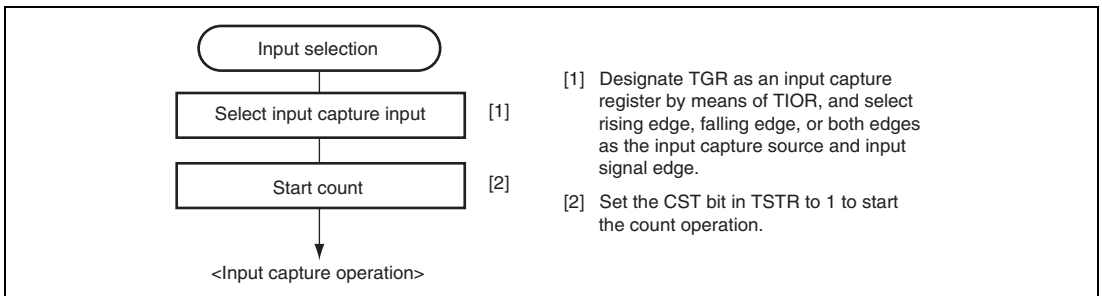 Input selection
Select input capture input
[1]
Start count
[2]
<Input capture operation>
[1] Designate TGR as an input capture
register by means of TIOR, and select
rising edge, falling edge, or both edges
as the input capture source and input
signal edge.
[2] Set the CST bit in TSTR to 1 to start
the count operation.